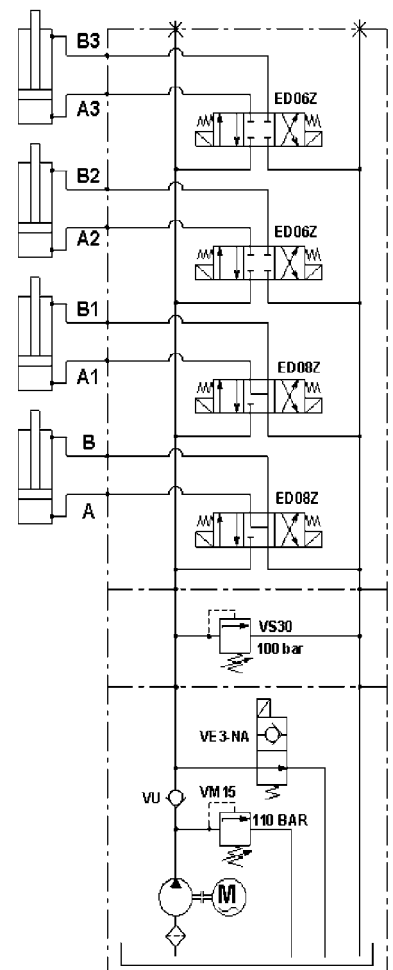 B3
ED06Z
A3
B2
ED06Z
A2
B1
ED08Z
A1
B
ED08Z
A
VS30
100 bar
VE3-NA
VU
VM15
110 BAR
M